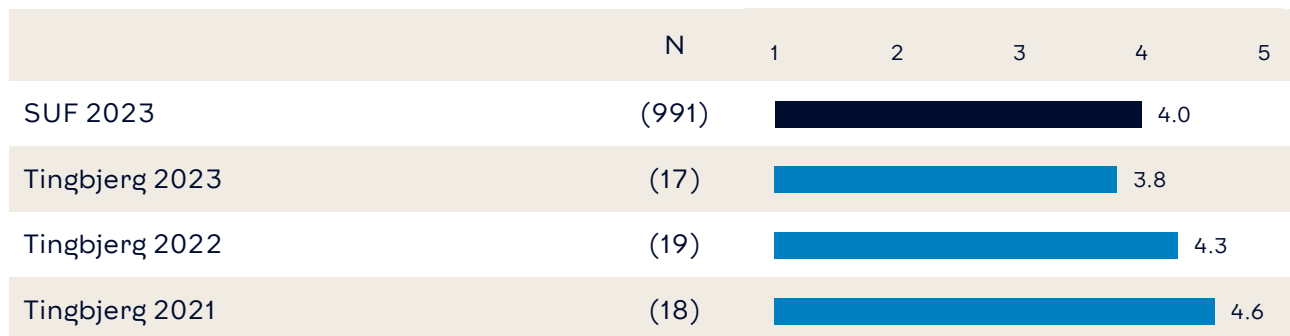 N 1 2 3 4 5
SUF 2023 (991) 4.0
Tingbjerg 2023 (17) 3.8
Tingbjerg 2022 (19) 4.3
Tingbjerg 2021 (18) 4.6